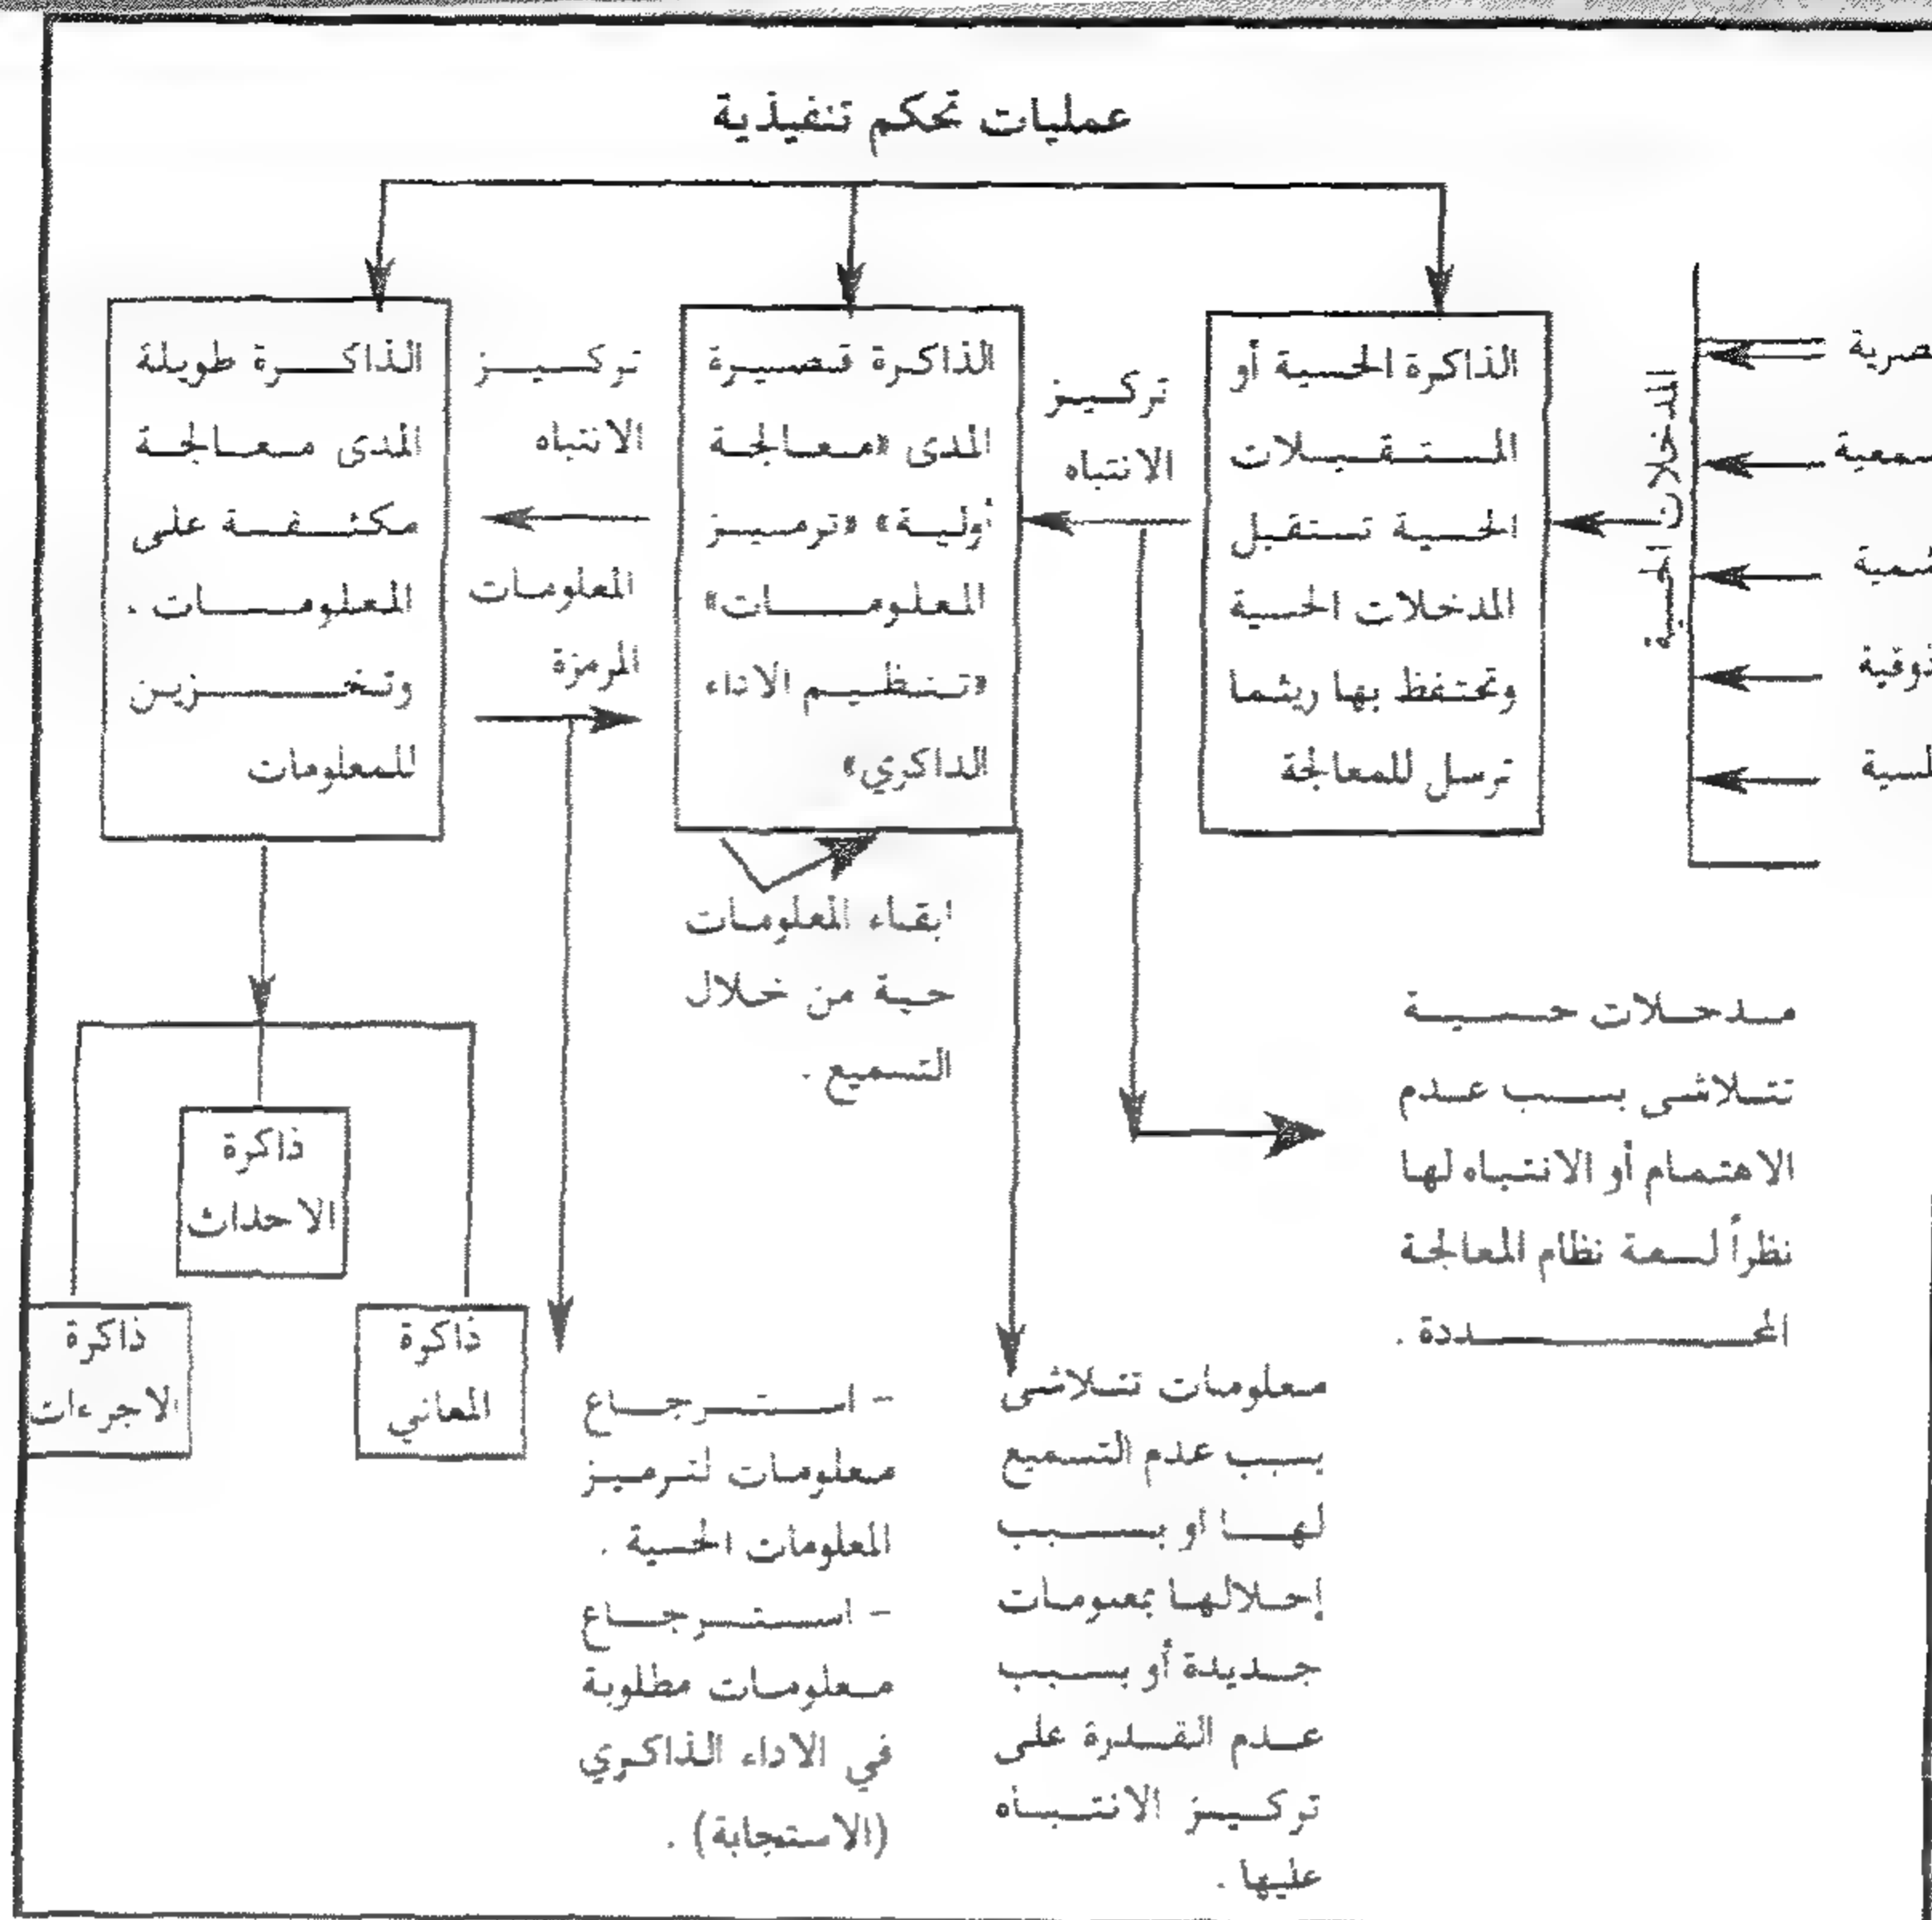 عمليات تحكم تنفيذية
المدخلات الحسية
الذاكرة الحسية أو
المستقبلات
الحسية تستقبل
المدخلات الحسية
وتحتفظ بها ريثما
ترسل للمعالجة
تركيز
الانتباه
الذاكرة قصيرة
المدى «معالجة
أولية» «ترميز
المعلومات»
«تنظيم الاداء
الذاكري»
تركيز
الانتباه
المعلومات
المرمزة
الذاكرة طويلة
المدى معالجة
مكثفة على
المعلومات .
وتخزين
للمعلومات
ابقاء المعلومات
حية من خلال
التسميع .
مدخلات حسية
تتلاشى بسبب عدم
الاهتمام أو الانتباه لها
نظراً لسعة نظام المعالجة
المحددة .
ذاكرة
الاحداث
ذاكرة
المعاني
ذاكرة
الاجرءات
معلومات تتلاشى
بسبب عدم التسميع
لها او بسبب
إحلالها بمعومات
جديدة أو بسبب
عدم القدرة على
تركيز الانتباه
عليها .
- استرجاع
معلومات لترميز
المعلومات الحسية .
- استرجاع
معلومات مطلوبة
في الاداء الذاكري
(الاستجابة) .